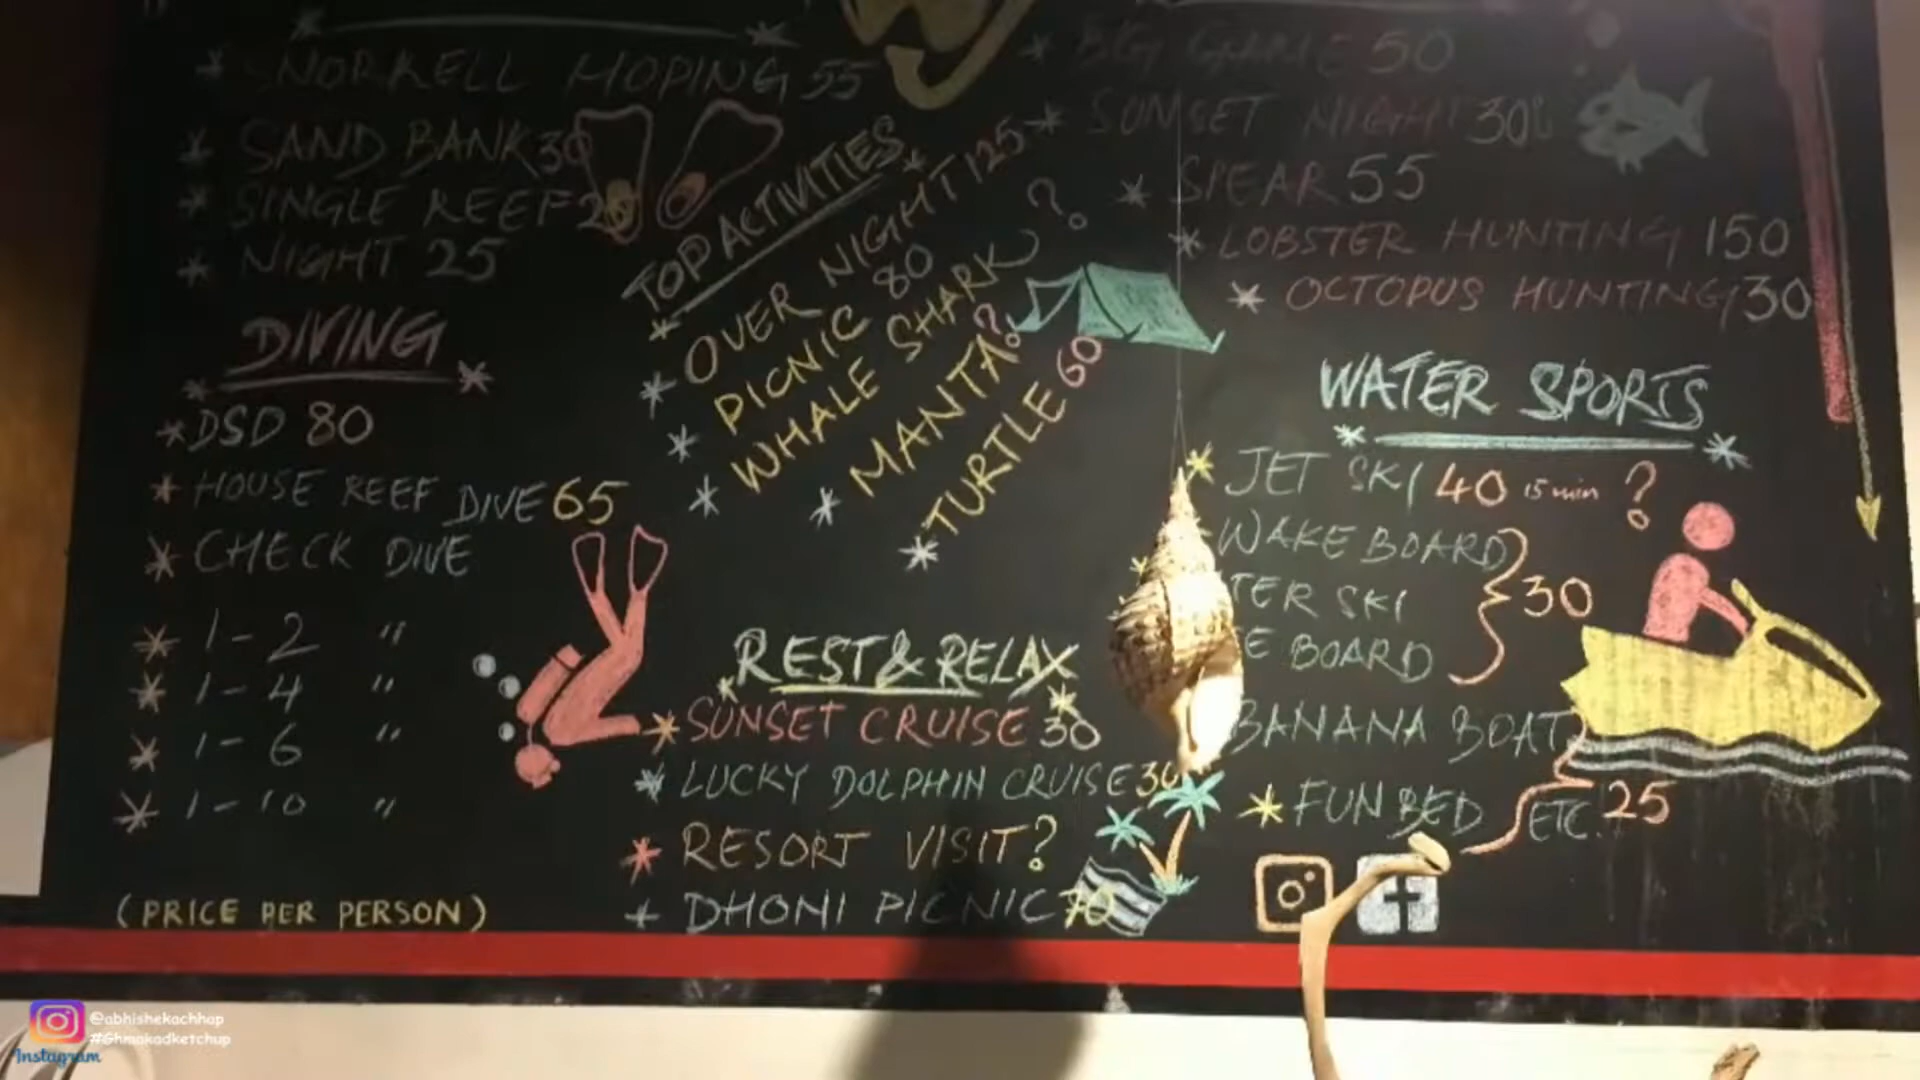 SNORKELL HOPING 55
* SAND BANK 30
* SINGLE REEF
* NIGHT 25
DIVING
* DSD 80
* HOUSE REEF DIVE 65
* CHECK DIVE
* 1-2 "
* 1-4 "
* 1-6 "
* 1-10 "
(PRICE PER PERSON)
TOP ACTIVITIES
* OVER NIGHT 125
* PICNIC 80
* WHALE SHARK ?
* MANTA ?
* TURTLE 60
REST & RELAX
* SUNSET CRUISE 30
* LUCKY DOLPHIN CRUISE 30
* RESORT VISIT ?
+ DHONI PICNIC 70
* BIG GAME 50
* SUNSET NIGHT 30
* SPEAR 55
* LOBSTER HUNTING 150
* OCTOPUS HUNTING 30
WATER SPORTS
* JET SKI 40 15 min ?
* WAKE BOARD
TER SKI 30
E BOARD
BANANA BOAT
* FUN BED ETC. 25
@abhishekachhap
#Ghmakadketchup
Instagram